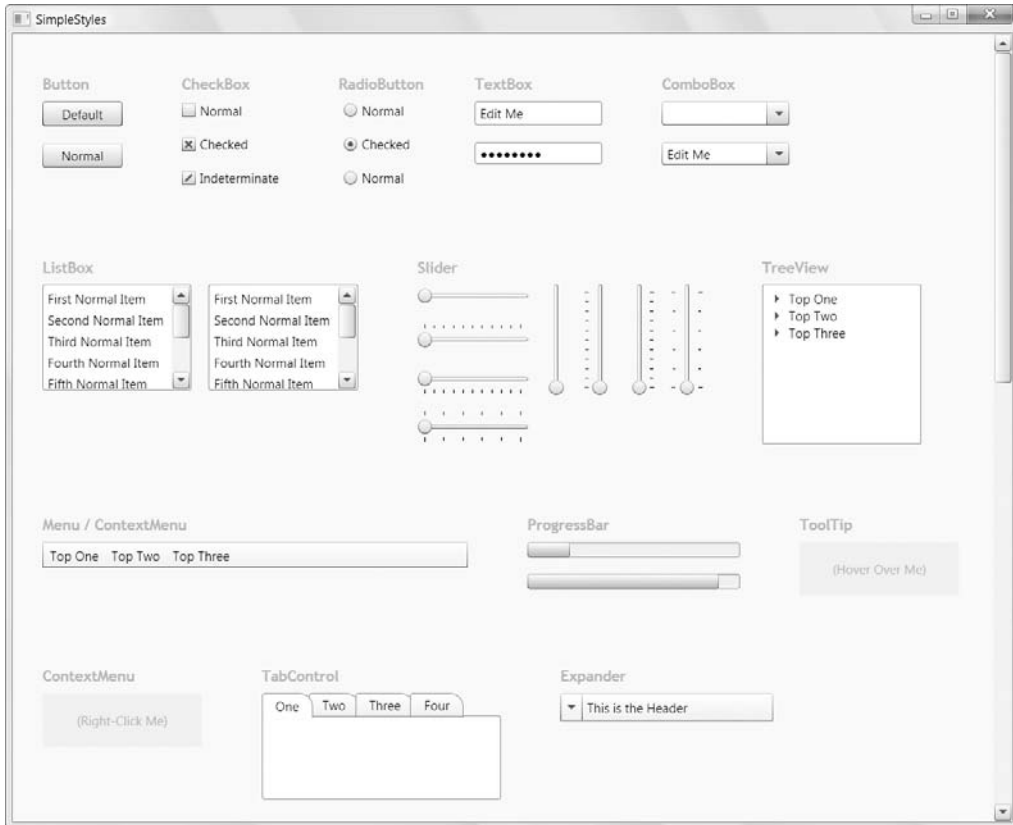 SimpleStyles
Button
Default
Normal
CheckBox
Normal
Checked
Indeterminate
RadioButton
Normal
Checked
Normal
TextBox
Edit Me
••••••••
ComboBox
Edit Me
ListBox
First Normal Item
Second Normal Item
Third Normal Item
Fourth Normal Item
Fifth Normal Item
First Normal Item
Second Normal Item
Third Normal Item
Fourth Normal Item
Fifth Normal Item
Slider
TreeView
Top One
Top Two
Top Three
Menu / ContextMenu
Top One Top Two Top Three
ProgressBar
ToolTip
(Hover Over Me)
ContextMenu
(Right-Click Me)
TabControl
One Two Three Four
Expander
This is the Header